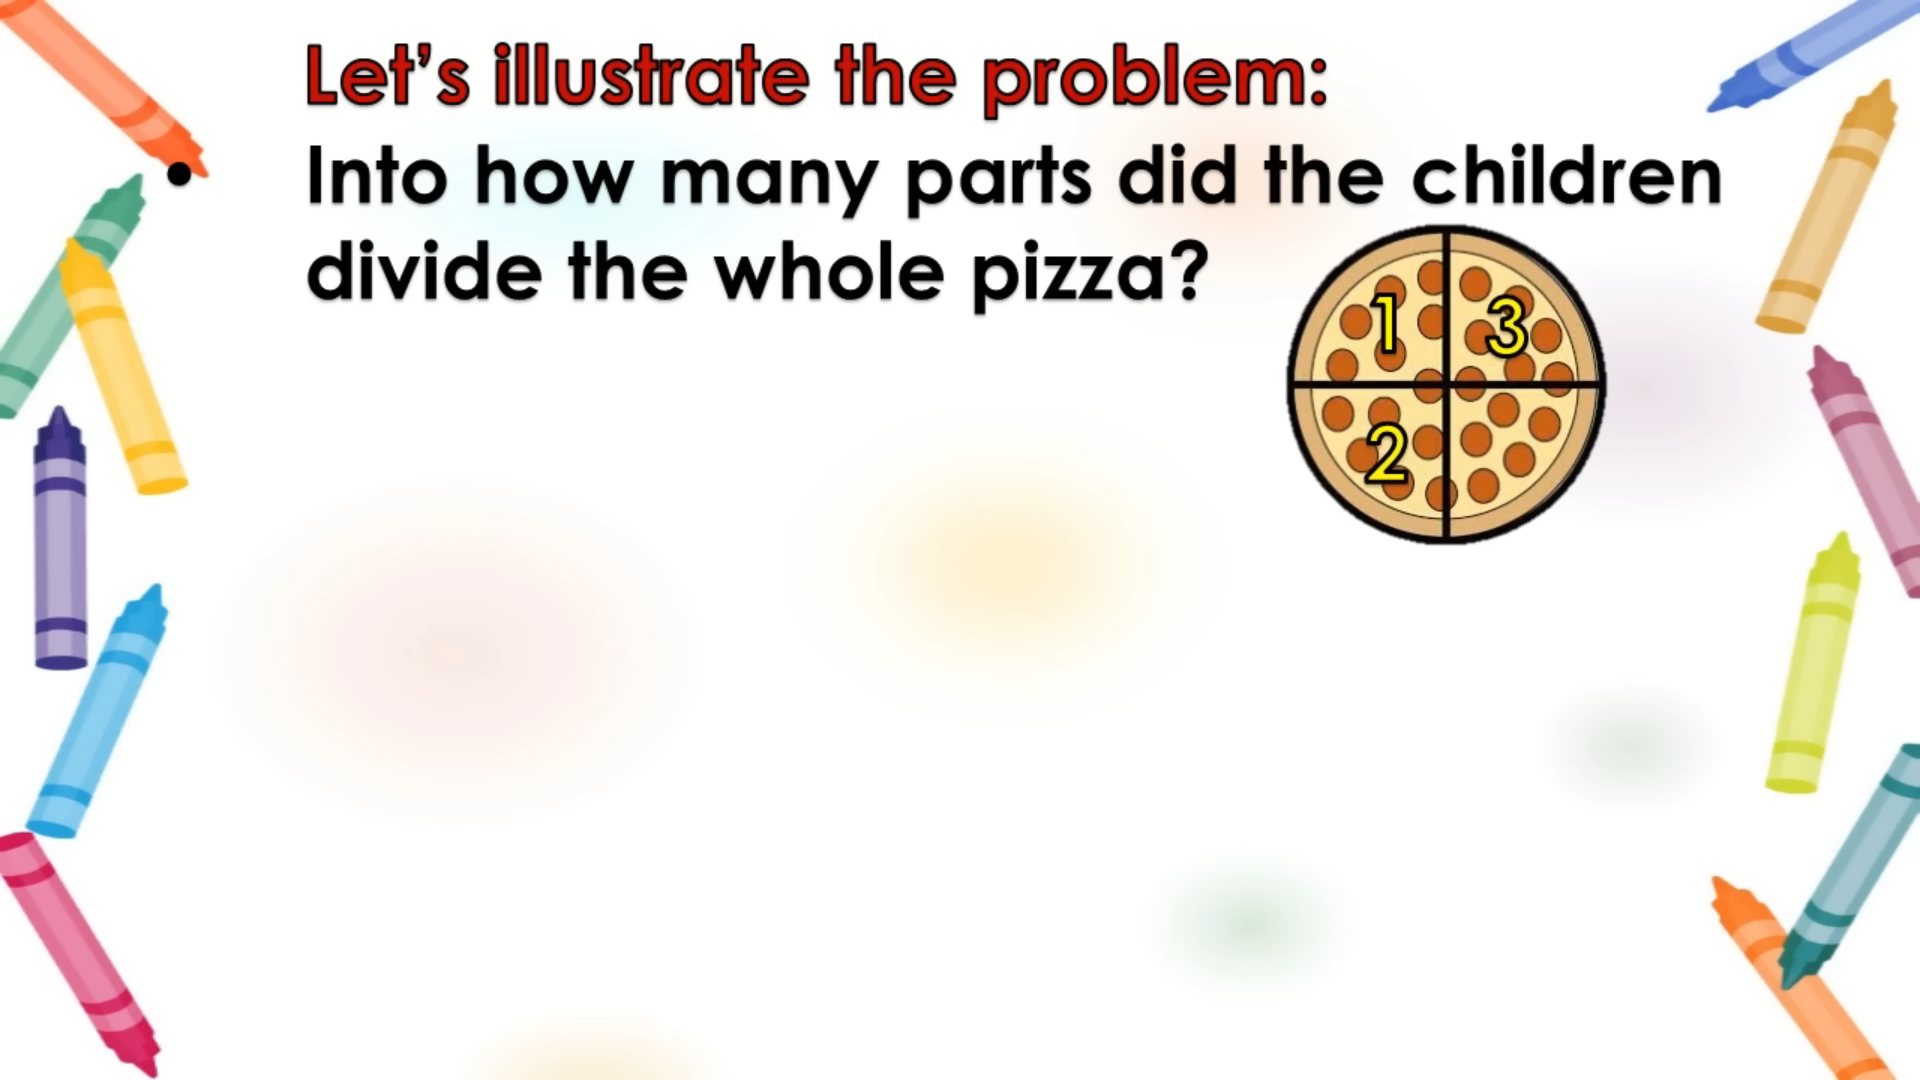 Let’s illustrate the problem:
• Into how many parts did the children
divide the whole pizza?
1
3
2